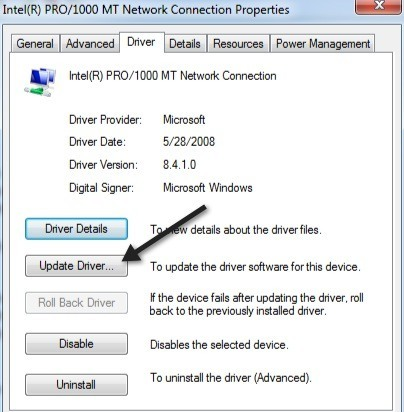 Intel(R) PRO/1000 MT Network Connection Properties
General Advanced Driver Details Resources Power Management
Intel(R) PRO/1000 MT Network Connection
Driver Provider: Microsoft
Driver Date: 5/28/2008
Driver Version: 8.4.1.0
Digital Signer: Microsoft Windows
Driver Details To view details about the driver files.
Update Driver... To update the driver software for this device.
Roll Back Driver If the device fails after updating the driver, roll
back to the previously installed driver.
Disable Disables the selected device.
Uninstall To uninstall the driver (Advanced).